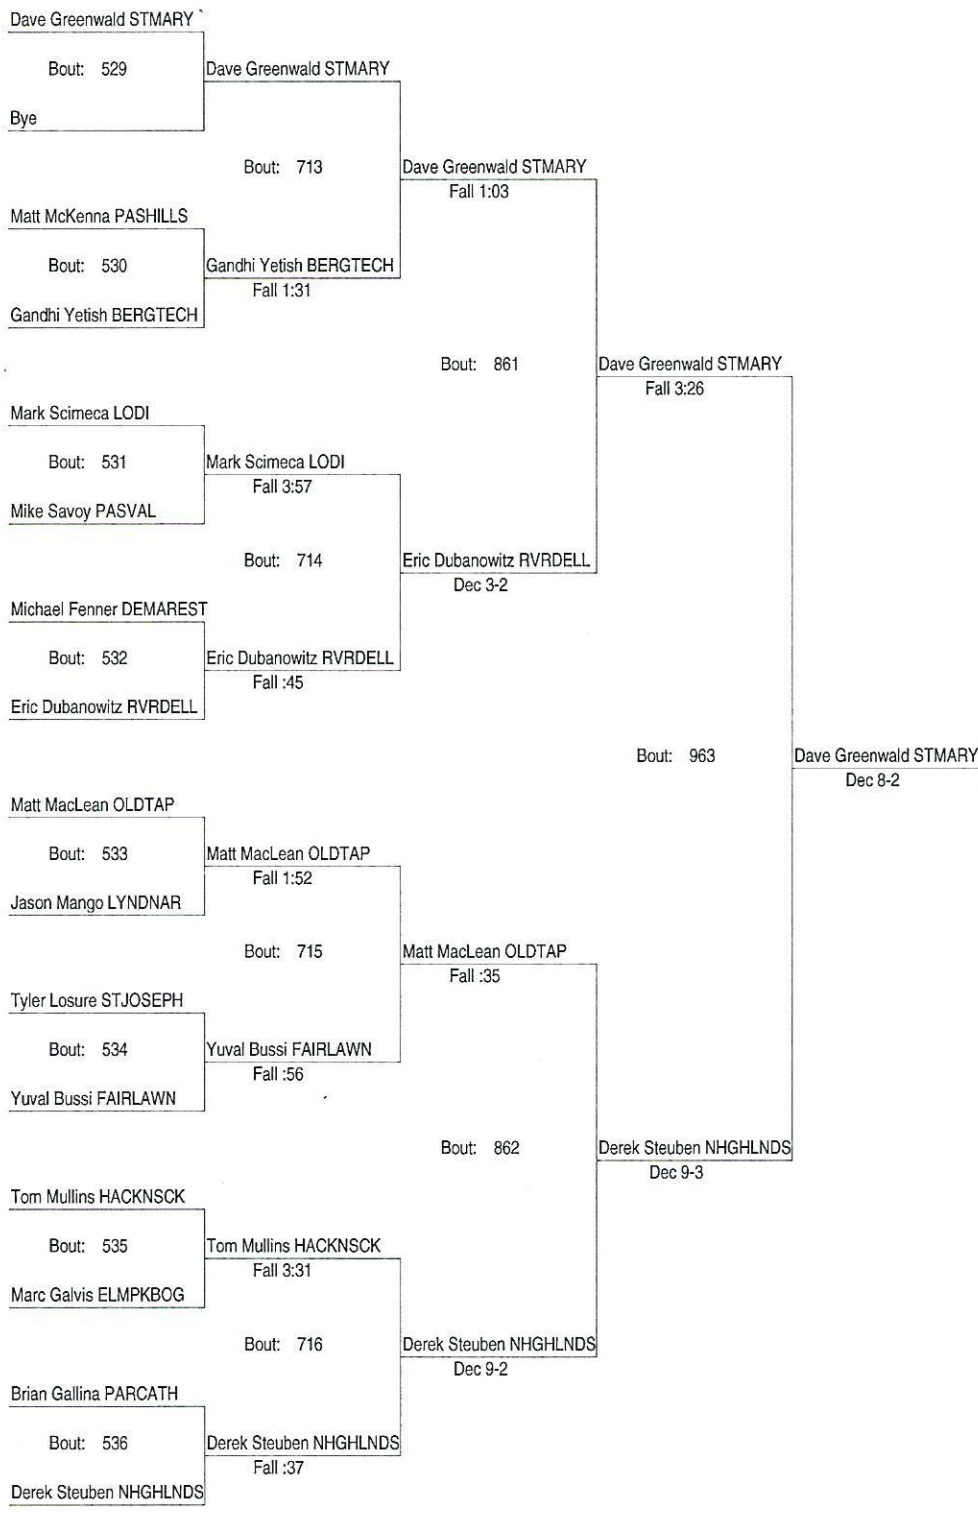 Dave Greenwald STMARY
Bout: 529
Dave Greenwald STMARY
Bye
Bout: 713
Dave Greenwald STMARY
Fall 1:03
Matt McKenna PASHILLS
Bout: 530
Gandhi Yetish BERGTECH
Fall 1:31
Gandhi Yetish BERGTECH
Bout: 861
Dave Greenwald STMARY
Fall 3:26
Mark Scimeca LODI
Bout: 531
Mark Scimeca LODI
Fall 3:57
Mike Savoy PASVAL
Bout: 714
Eric Dubanowitz RVRDELL
Dec 3-2
Michael Fenner DEMAREST
Bout: 532
Eric Dubanowitz RVRDELL
Fall :45
Eric Dubanowitz RVRDELL
Bout: 963
Dave Greenwald STMARY
Dec 8-2
Matt MacLean OLDTAP
Bout: 533
Matt MacLean OLDTAP
Fall 1:52
Jason Mango LYNDNAR
Bout: 715
Matt MacLean OLDTAP
Fall :35
Tyler Losure STJOSEPH
Bout: 534
Yuval Bussi FAIRLAWN
Fall :56
Yuval Bussi FAIRLAWN
Bout: 862
Derek Steuben NHGHLNDS
Dec 9-3
Tom Mullins HACKNSCK
Bout: 535
Tom Mullins HACKNSCK
Fall 3:31
Marc Galvis ELMPKBOG
Bout: 716
Derek Steuben NHGHLNDS
Dec 9-2
Brian Gallina PARCATH
Bout: 536
Derek Steuben NHGHLNDS
Fall :37
Derek Steuben NHGHLNDS